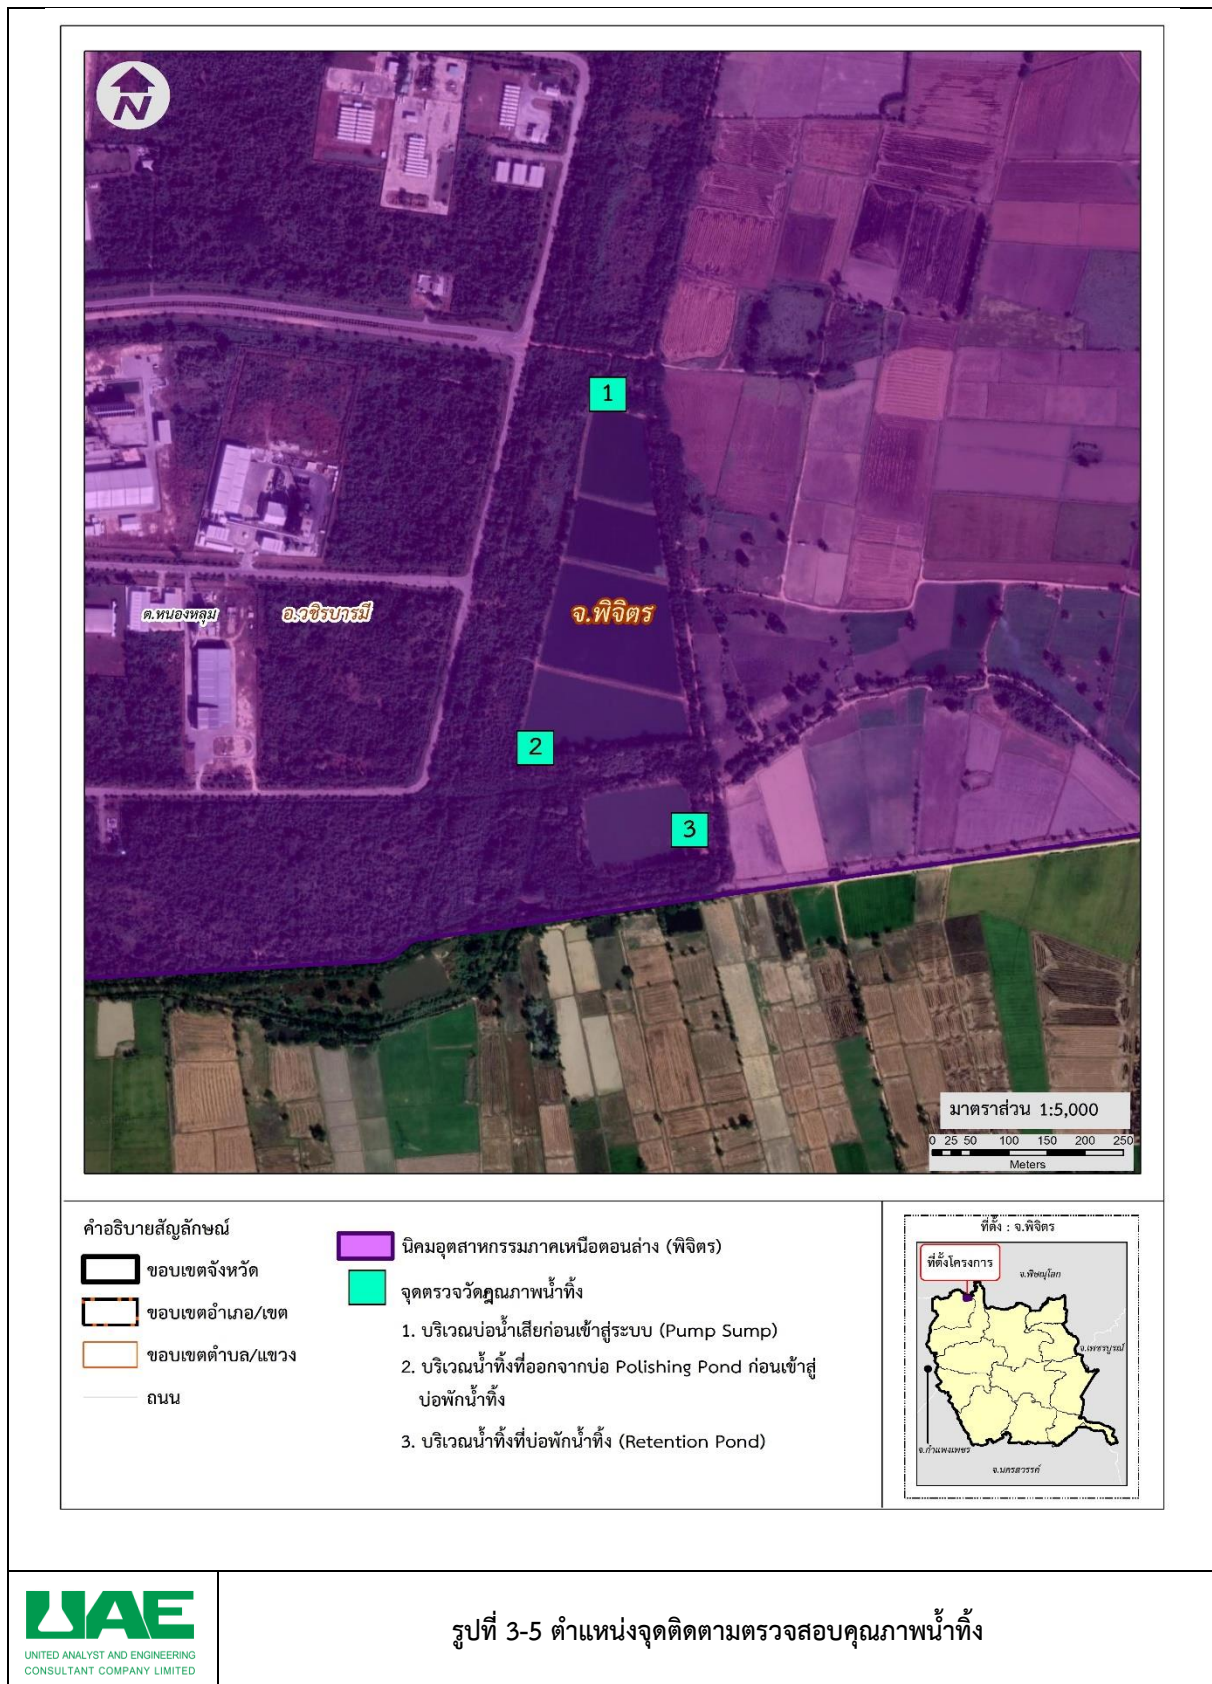 N
1
ต.หนองหลุม
อ.วชิรบารมี
จ.พิจิตร
2
3
มาตราส่วน 1:5,000
0 25 50 100 150 200 250
Meters
คำอธิบายสัญลักษณ์
ขอบเขตจังหวัด
ขอบเขตอำเภอ/เขต
ขอบเขตตำบล/แขวง
ถนน
นิคมอุตสาหกรรมภาคเหนือตอนล่าง (พิจิตร)
จุดตรวจวัดฎุณภาพน้ำทิ้ง
1. บริเวณบ่อน้ำเสียก่อนเข้าสู่ระบบ (Pump Sump)
2. บริเวณน้ำทิ้งที่ออกจากบ่อ Polishing Pond ก่อนเข้าสู่
บ่อพักน้ำทิ้ง
3. บริเวณน้ำทิ้งที่บ่อพักน้ำทิ้ง (Retention Pond)
ที่ตั้ง : จ.พิจิตร
ที่ตั้งโครงการ
จ.พิษณุโลก
จ.เพชรบูรณ์
จ.กำแพงเพชร
จ.นครสวรรค์
UAE
UNITED ANALYST AND ENGINEERING
CONSULTANT COMPANY LIMITED
รูปที่ 3-5 ตำแหน่งจุดติดตามตรวจสอบคุณภาพน้ำทิ้ง